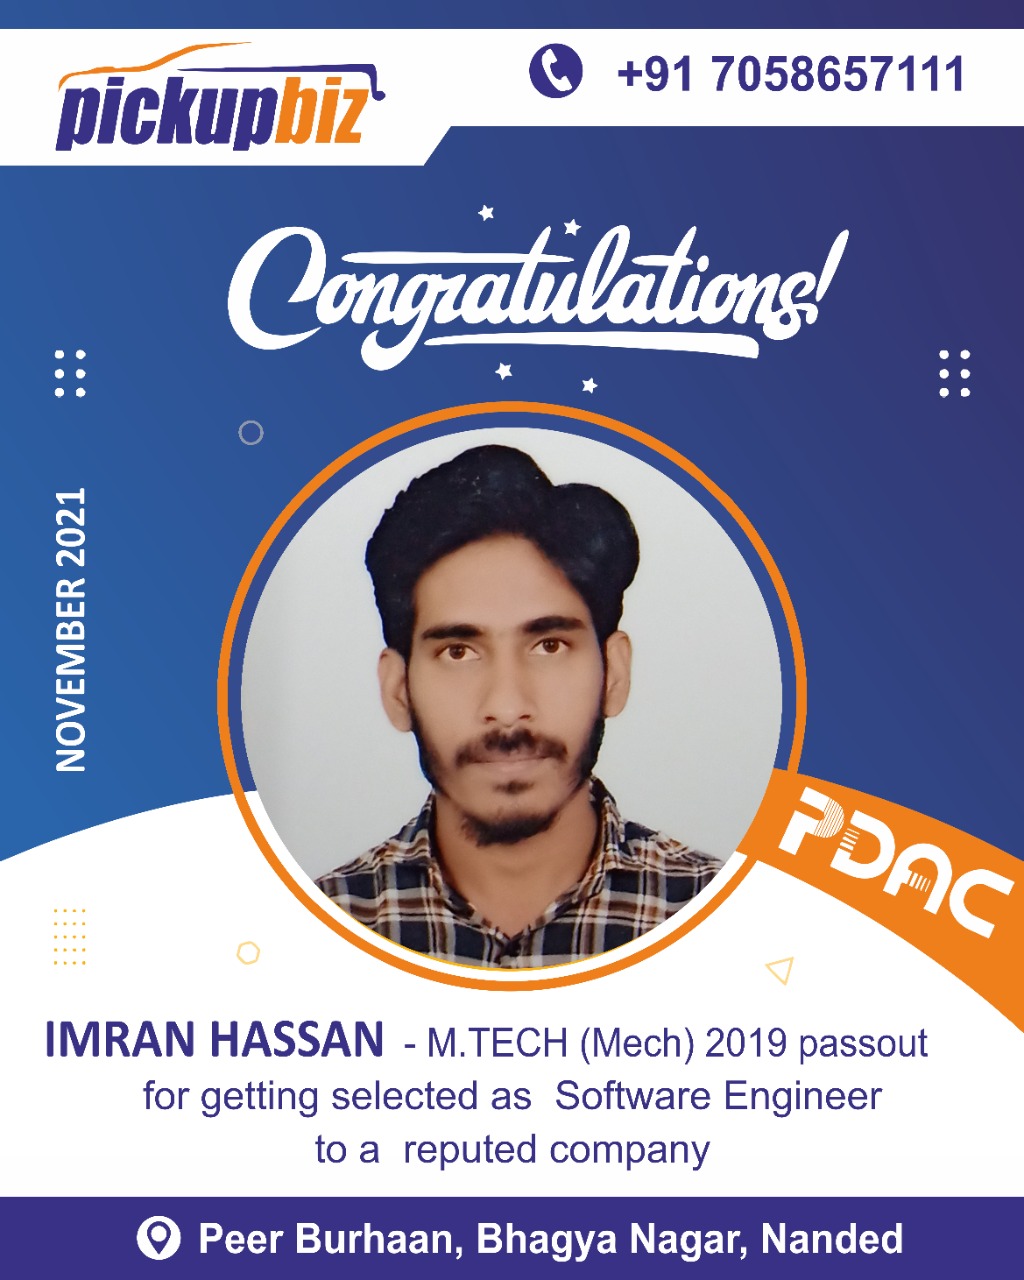 pickupbiz
+91 7058657111
Congratulations!
NOVEMBER 2021
PDAC
IMRAN HASSAN - M.TECH (Mech) 2019 passout
for getting selected as Software Engineer
to a reputed company
Peer Burhaan, Bhagya Nagar, Nanded